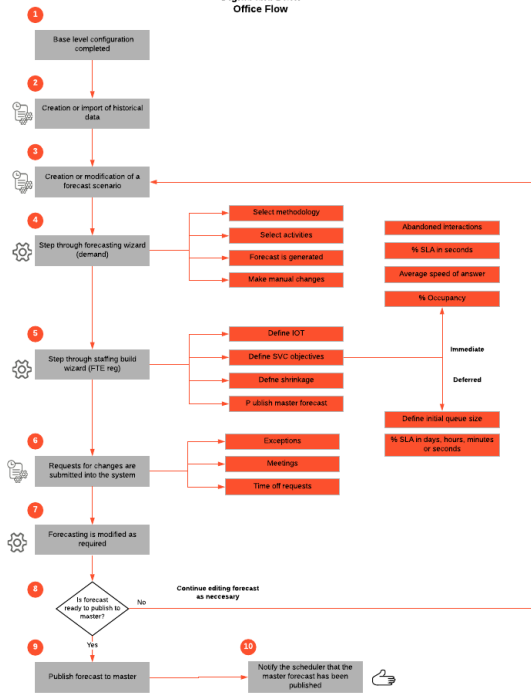 Office Flow
1
Base level configuration
completed
2
Creation or import of historical
data
3
Creation or modification of a
forecast scenario
4
Step through forecasting wizard
(demand)
Select methodology
Select activities
Forecast is generated
Make manual changes
Abandoned interactions
% SLA in seconds
Average speed of answer
% Occupancy
5
Step through staffing build
wizard (FTE req)
Define IOT
Define SVC objectives
Define shrinkage
P ublish master forecast
Immediate
Deferred
Define initial queue size
% SLA in days, hours, minutes
or seconds
6
Requests for changes are
submitted into the system
Exceptions
Meetings
Time off requests
7
Forecasting is modified as
required
8
Is forecast
ready to publish to
master?
No
Continue editing forecast
as neccesary
Yes
9
Publish forecast to master
10
Notify the scheduler that the
master forecast has been
published